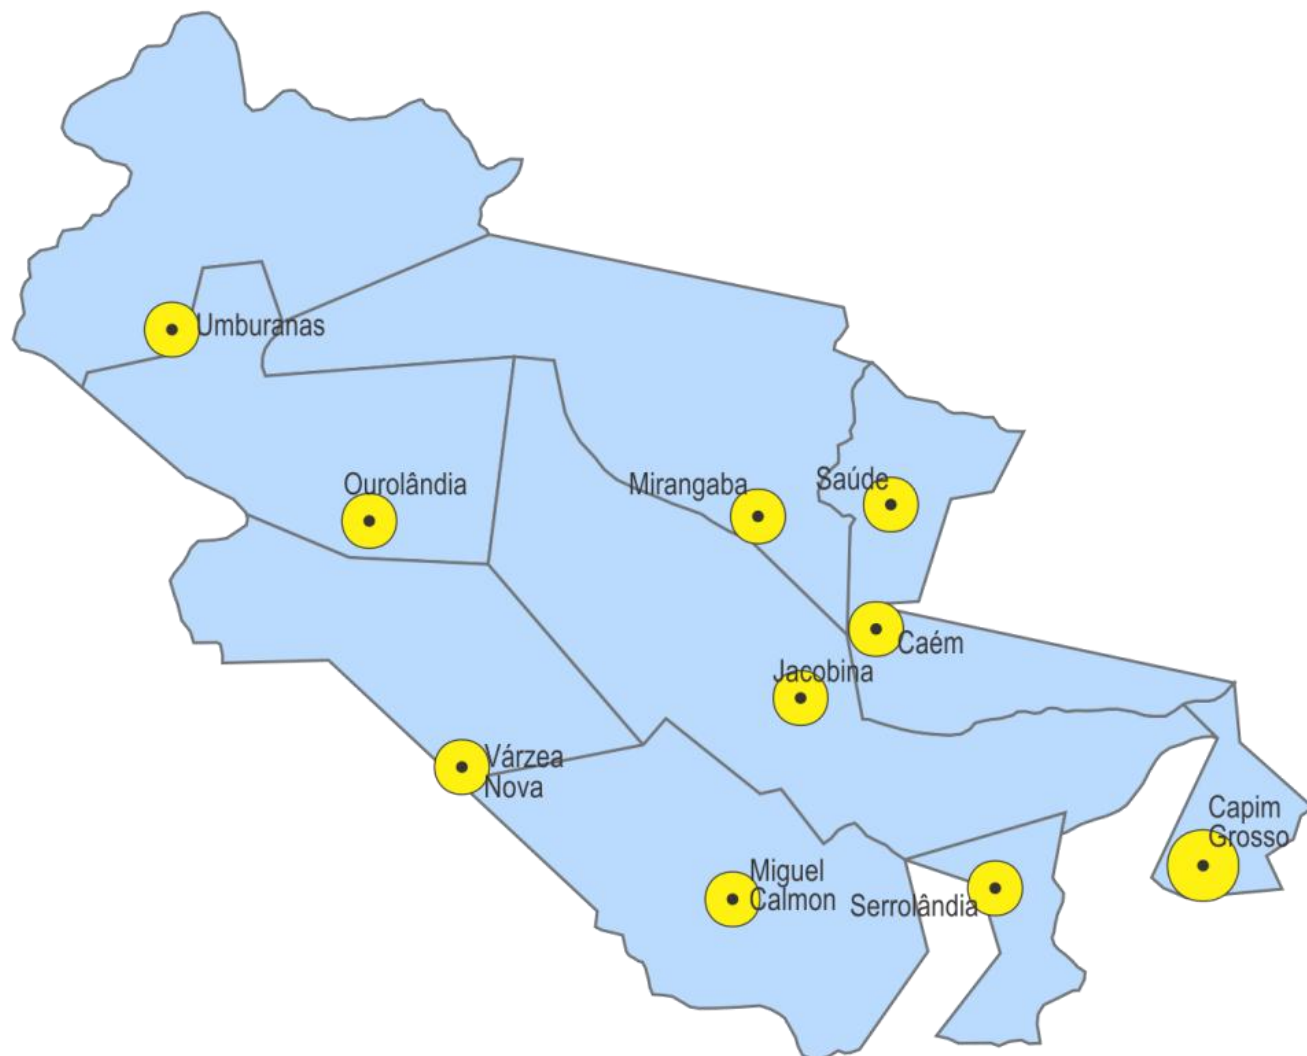 Umburanas
Ourolândia
Mirangaba
Saúde
Caém
Jacobina
Várzea
Nova
Capim
Grosso
Miguel
Calmon
Serrolândia